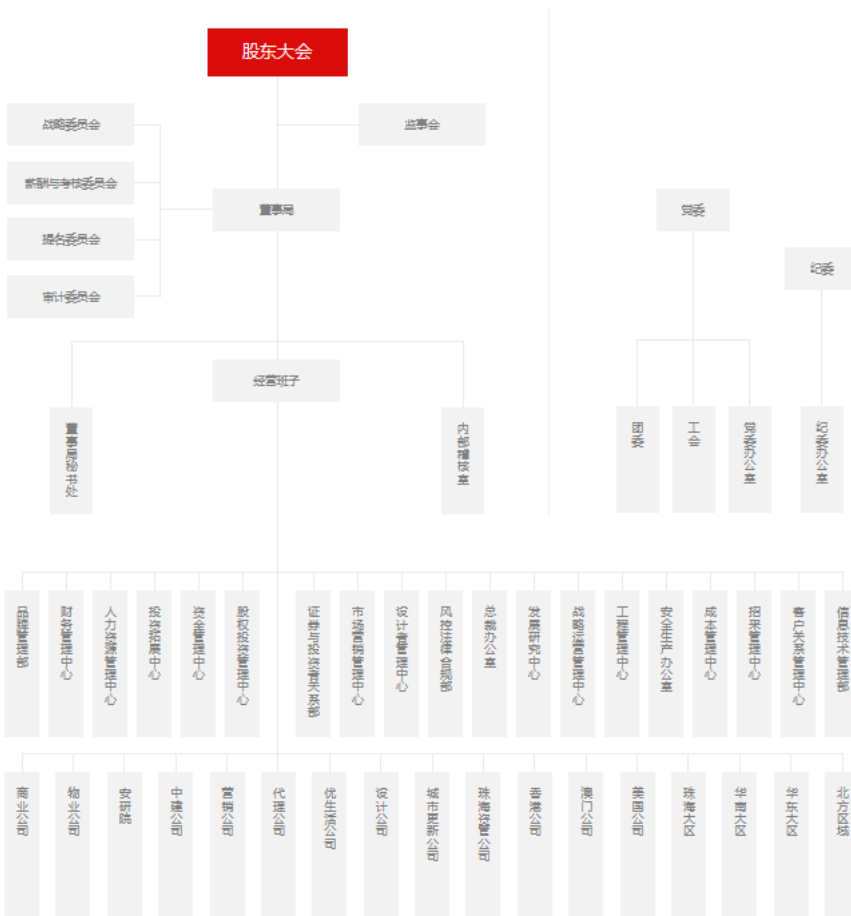 股东大会
战略委员会
监事会
薪酬与考核委员会
董事局
党委
提名委员会
纪委
审计委员会
经营班子
董事局秘书处
内部稽核室
团委
工会
党委办公室
纪委办公室
品牌管理部
财务管理中心
人力资源管理中心
投资拓展中心
资金管理中心
股权投资管理中心
证券与投资者关系部
市场营销管理中心
设计者管理中心
风控法律合规部
总裁办公室
发展研究中心
战略运营管理中心
工程管理中心
安全生产办公室
成本管理中心
招采管理中心
客户关系管理中心
信息技术管理部
商业公司
物业公司
安研院
中建公司
营销公司
代理公司
优生活公司
设计公司
城市更新公司
珠海资管公司
香港公司
澳门公司
美国公司
珠海大区
华南大区
华东大区
北方区域